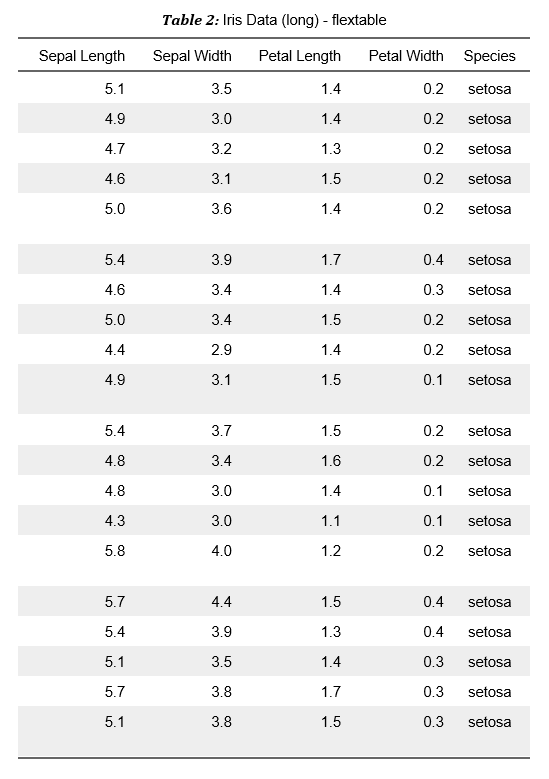 Table 2: Iris Data (long) - flextable
Sepal Length Sepal Width Petal Length Petal Width Species
5.1 3.5 1.4 0.2 setosa
4.9 3.0 1.4 0.2 setosa
4.7 3.2 1.3 0.2 setosa
4.6 3.1 1.5 0.2 setosa
5.0 3.6 1.4 0.2 setosa
5.4 3.9 1.7 0.4 setosa
4.6 3.4 1.4 0.3 setosa
5.0 3.4 1.5 0.2 setosa
4.4 2.9 1.4 0.2 setosa
4.9 3.1 1.5 0.1 setosa
5.4 3.7 1.5 0.2 setosa
4.8 3.4 1.6 0.2 setosa
4.8 3.0 1.4 0.1 setosa
4.3 3.0 1.1 0.1 setosa
5.8 4.0 1.2 0.2 setosa
5.7 4.4 1.5 0.4 setosa
5.4 3.9 1.3 0.4 setosa
5.1 3.5 1.4 0.3 setosa
5.7 3.8 1.7 0.3 setosa
5.1 3.8 1.5 0.3 setosa